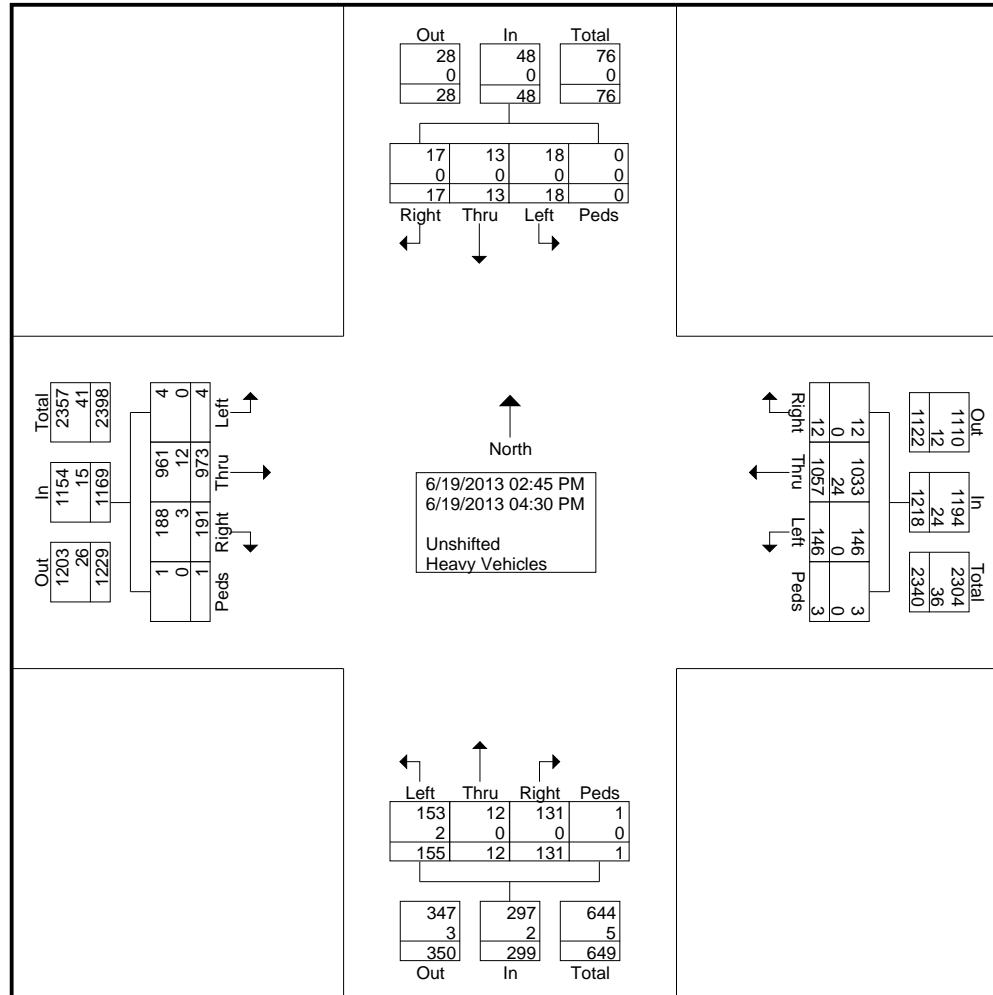 Out In Total
28 48 76
0 0 0
28 48 76
17 13 18 0
0 0 0 0
17 13 18 0
Right Thru Left Peds
Total
2357
41
2398
In
1154
15
1169
Out
1203
26
1229
4 0 4 Left
961 12 973 Thru
188 3 191 Right
1 0 1 Peds
North
6/19/2013 02:45 PM
6/19/2013 04:30 PM
Unshifted
Heavy Vehicles
Right 12 0 12
Thru 1057 24 1033
Left 146 0 146
Peds 3 0 3
Out
1110
12
1122
In
1194
24
1218
Total
2304
36
2340
Left Thru Right Peds
153 12 131 1
2 0 0 0
155 12 131 1
347 297 644
3 2 5
350 299 649
Out In Total